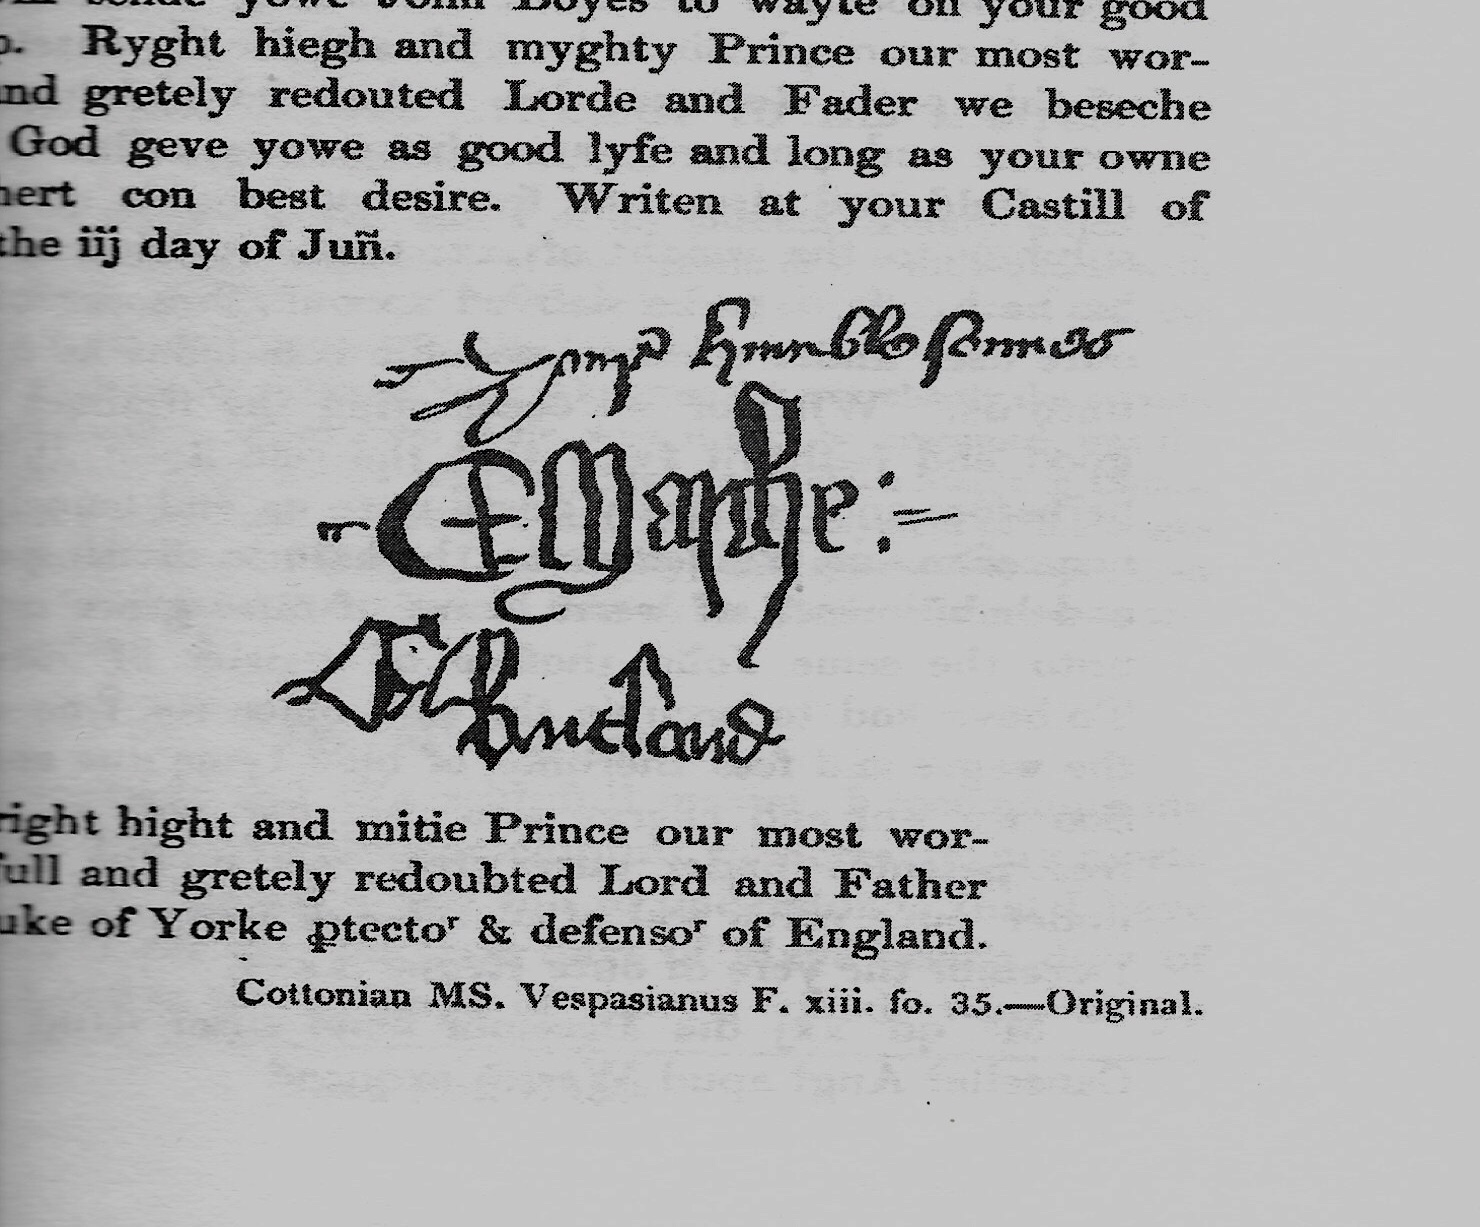 sende yowe John Boyes to wayte on your good
p. Ryght hiegh and myghty Prince our most wor-
nd gretely redouted Lorde and Fader we beseche
God geve yowe as good lyfe and long as your owne
hert con best desire. Writen at your Castill of
the iij day of Juñ.
humble sonnes
E Marche :
E Rutland
right hight and mitie Prince our most wor-
full and gretely redoubted Lord and Father
uke of Yorke ꝓtectoʳ & defensoʳ of England.
Cottonian MS. Vespasianus F. xiii. fo. 35.—Original.